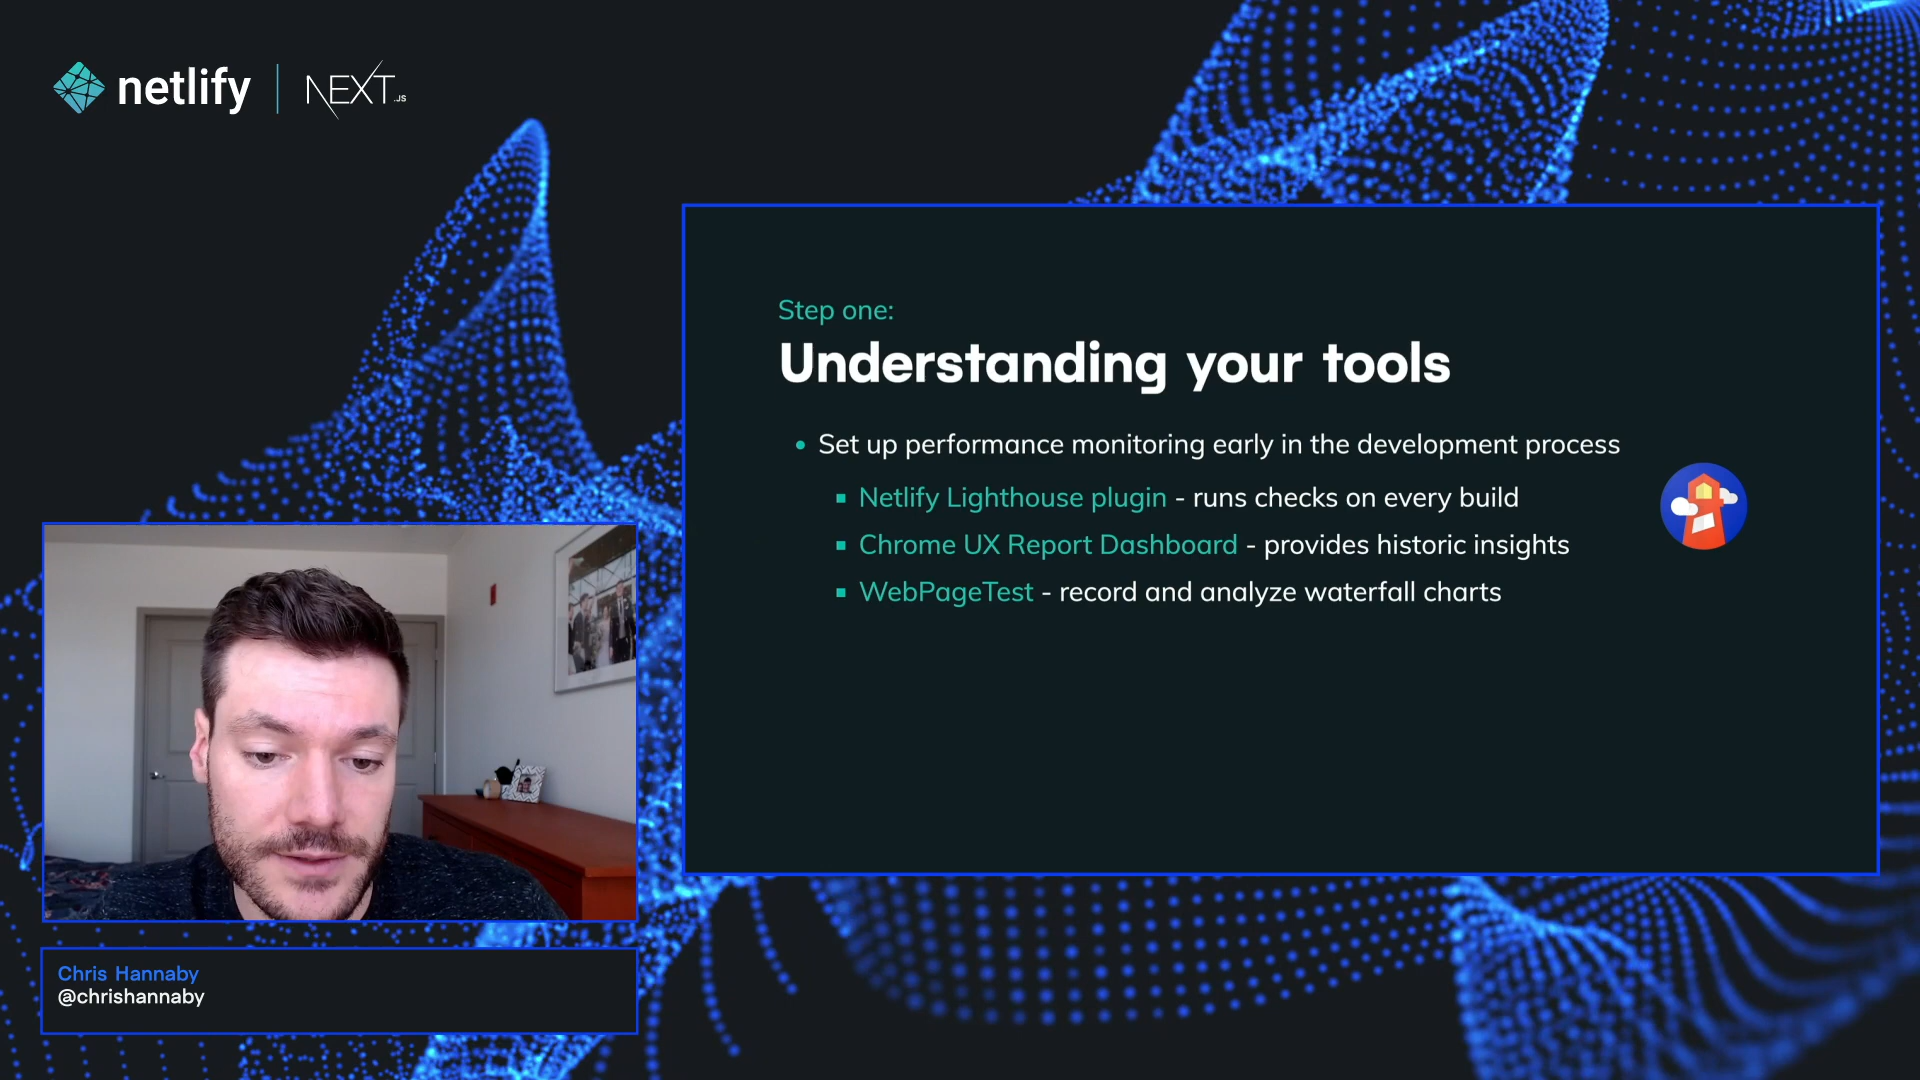 netlify | NEXT.JS
Step one:
Understanding your tools
Set up performance monitoring early in the development process
Netlify Lighthouse plugin - runs checks on every build
Chrome UX Report Dashboard - provides historic insights
WebPageTest - record and analyze waterfall charts
Chris Hannaby
@chrishannaby